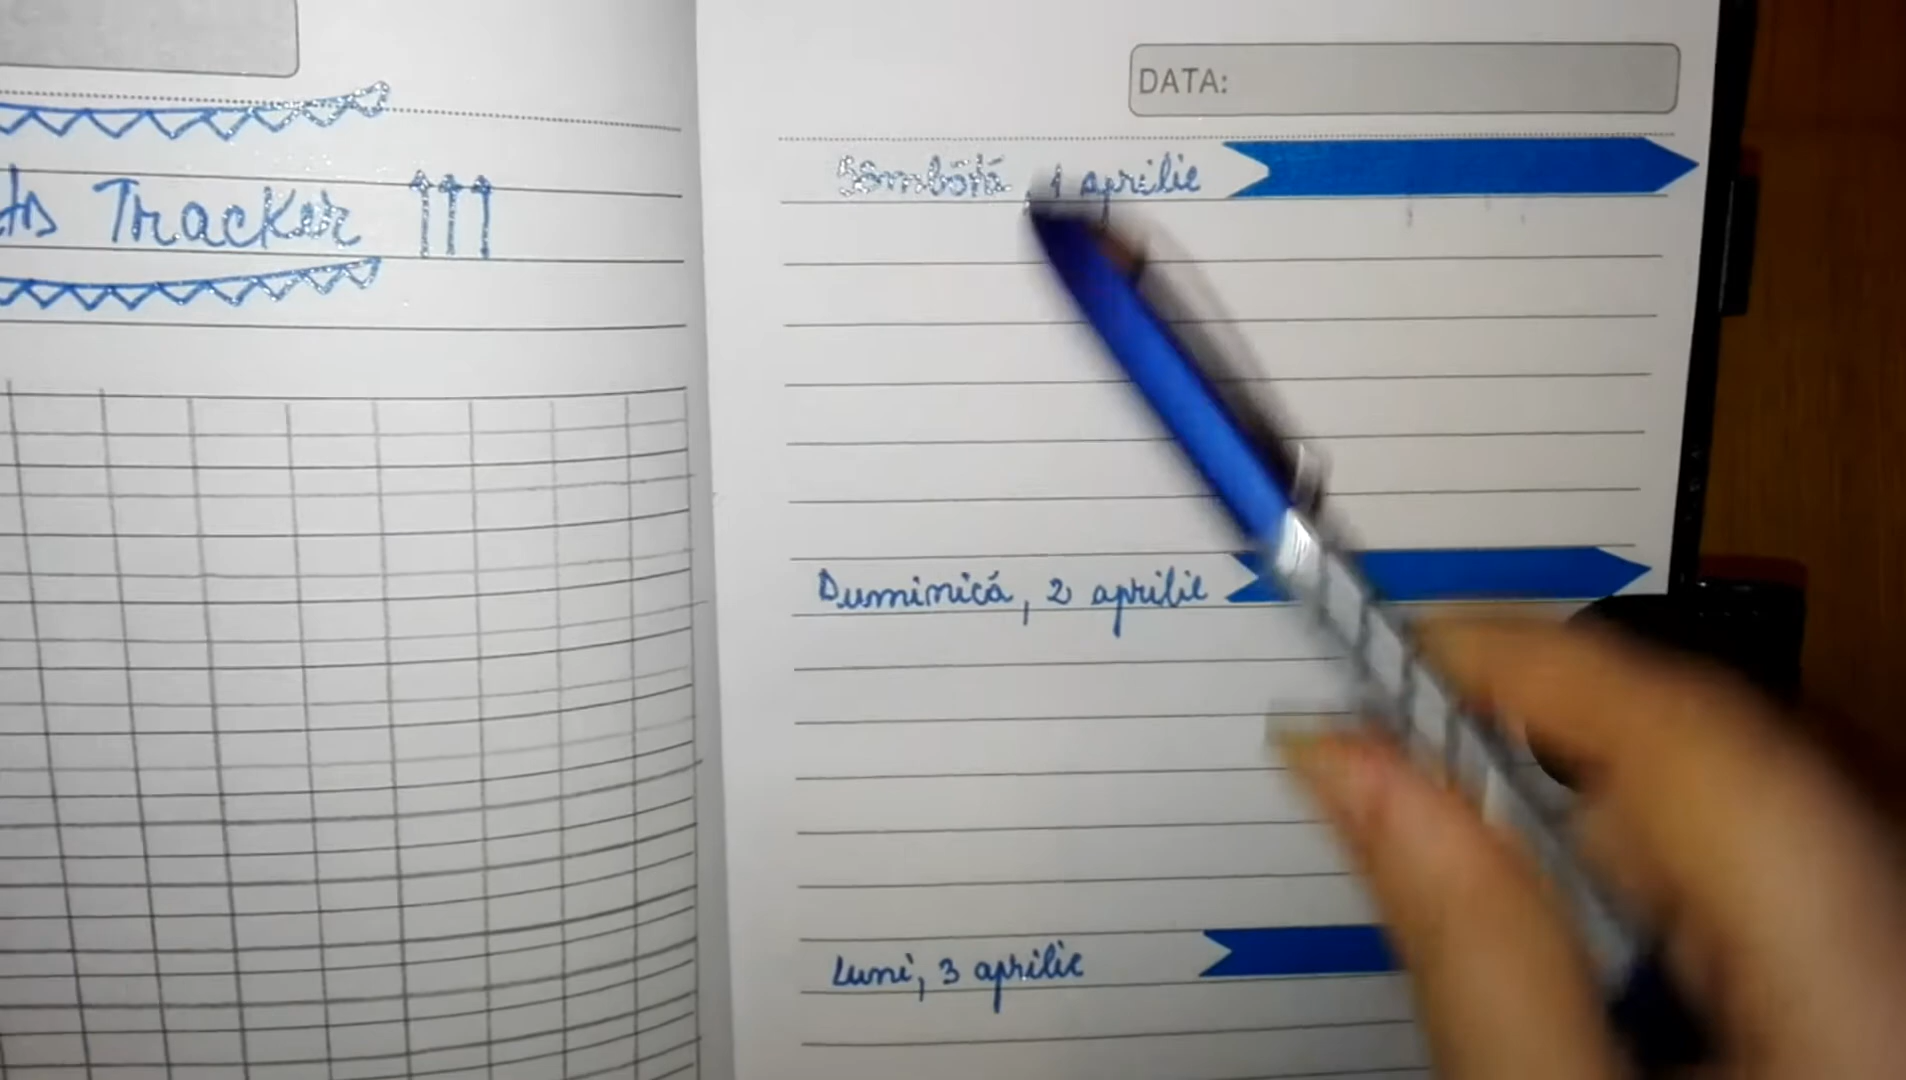 Tracker
DATA:
Sâmbătă, 1 aprilie
Duminică, 2 aprilie
Luni, 3 aprilie